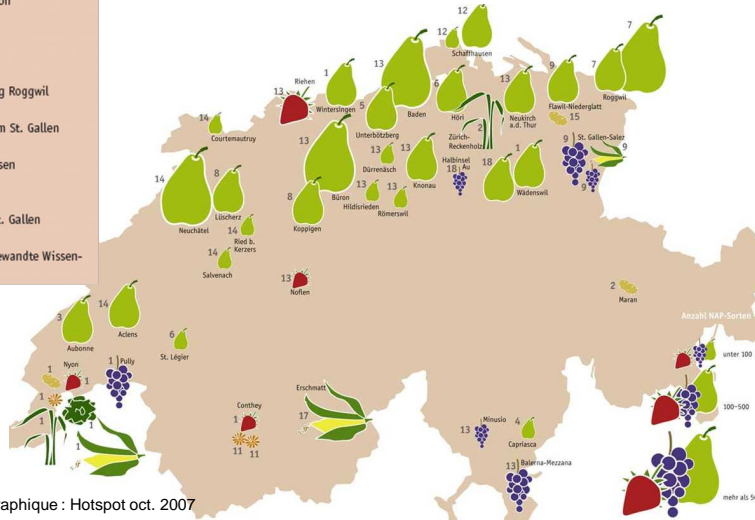 on
g Roggwil
n St. Gallen
sen
t. Gallen
ewandte Wissen-
12
12
Schaffhausen
7
7
Roggwil
13
Baden
1
Wintersingen
13
Riehen
5
Unterbötzberg
6
Höri
2
Zürich-
Reckenholz
13
Neukirch
a.d. Thur
9
Flawil-Niederglatt
15
9
St. Gallen-Salez
9
9
14
Courtemautruy
14
Neuchâtel
8
Lüscherz
13
Büron
13
Dürrenäsch
13
Knonau
Halbinsel
Au
18
18
1
Wädenswil
13
Hildisrieden
13
Römerswil
8
Koppigen
14
Ried b.
Kerzers
14
Salvenach
13
Noflen
2
Maran
3
Aubonne
14
Aclens
6
St. Légier
Nyon
1
1
1
Pully
1
1
1
1
Conthey
1
11
11
Erschmatt
17
Minusio
13
4
Capriasca
13
Balerna-Mezzana
Anzahl NAP-Sorten
unter 100
100–500
mehr als
raphique : Hotspot oct. 2007